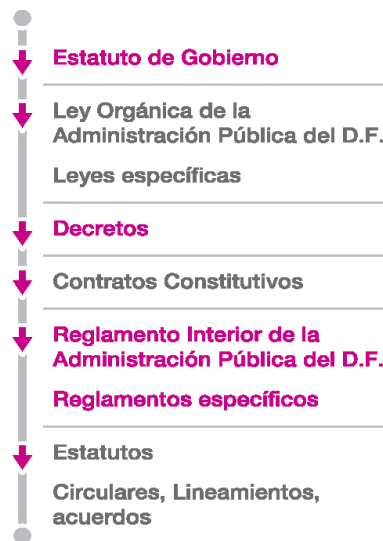 Estatuto de Gobierno
Ley Orgánica de la
Administración Pública del D.F.
Leyes específicas
Decretos
Contratos Constitutivos
Reglamento Interior de la
Administración Pública del D.F.
Reglamentos específicos
Estatutos
Circulares, Lineamientos,
acuerdos